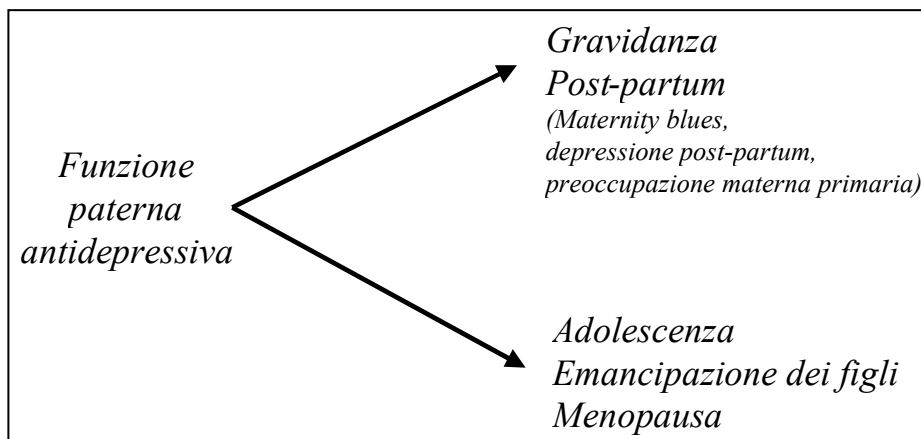 Funzione
paterna
antidepressiva
Gravidanza
Post-partum
(Maternity blues,
depressione post-partum,
preoccupazione materna primaria)
Adolescenza
Emancipazione dei figli
Menopausa